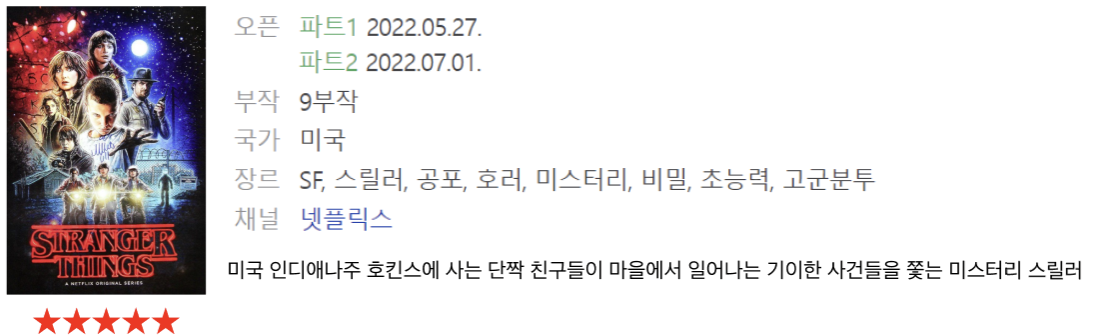 오픈 파트1 2022.05.27.
파트2 2022.07.01.
부작 9부작
국가 미국
장르 SF, 스릴러, 공포, 호러, 미스터리, 비밀, 초능력, 고군분투
채널 넷플릭스
미국 인디애나주 호킨스에 사는 단짝 친구들이 마을에서 일어나는 기이한 사건들을 쫓는 미스터리 스릴러
ABC
STRANGER
THINGS
A NETFLIX ORIGINAL SERIES